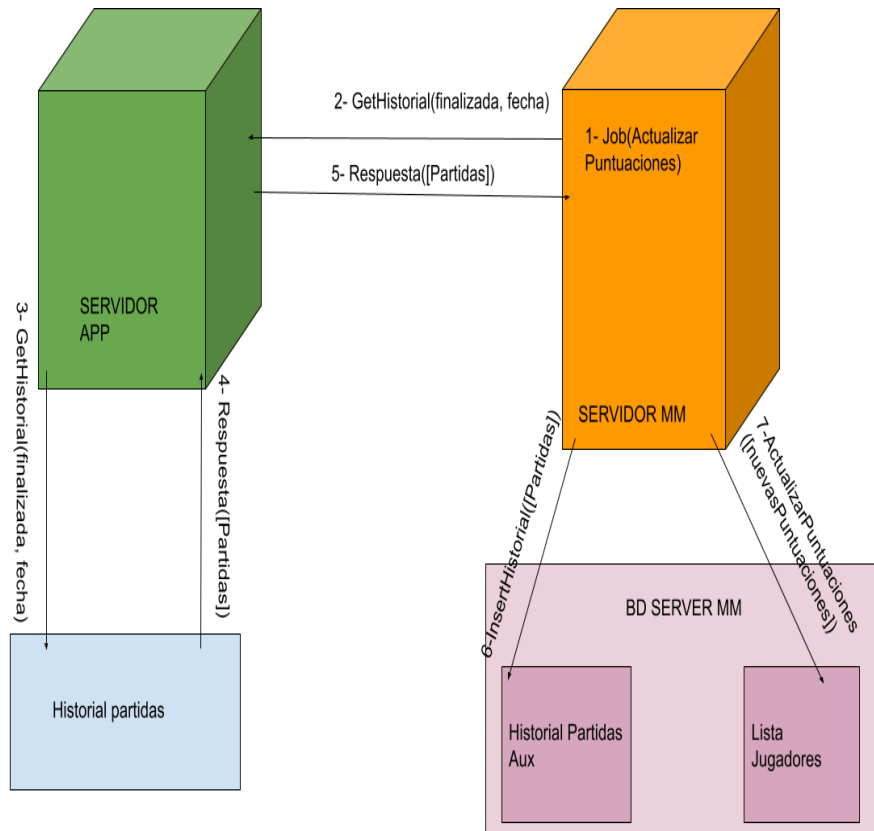 2- GetHistorial(finalizada, fecha)
1- Job(Actualizar
Puntuaciones)
5- Respuesta([Partidas])
SERVIDOR
APP
3- GetHistorial(finalizada, fecha)
4- Respuesta([Partidas])
SERVIDOR MM
6-InsertHistorial([Partidas])
7-ActualizarPuntuaciones
([nuevasPuntuaciones])
BD SERVER MM
Historial partidas
Historial Partidas
Aux
Lista
Jugadores